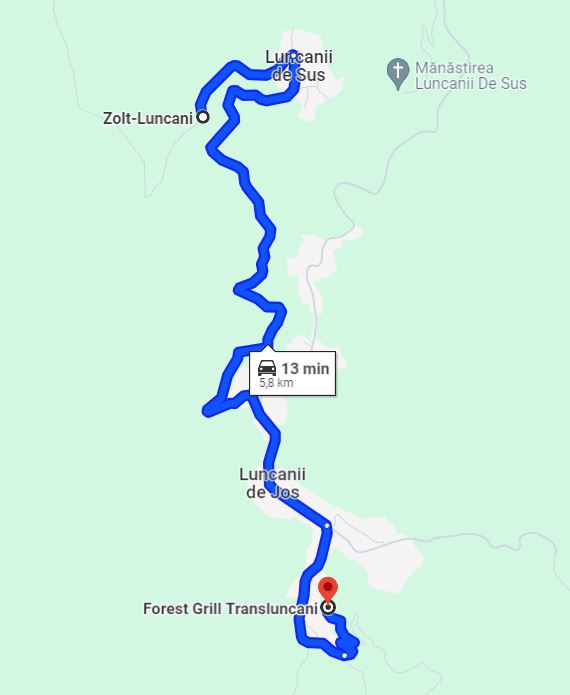 Luncanii
de Sus
Mănăstirea
Luncanii De Sus
Zolt-Luncani
13 min
5,8 km
Luncanii
de Jos
Forest Grill Transluncani